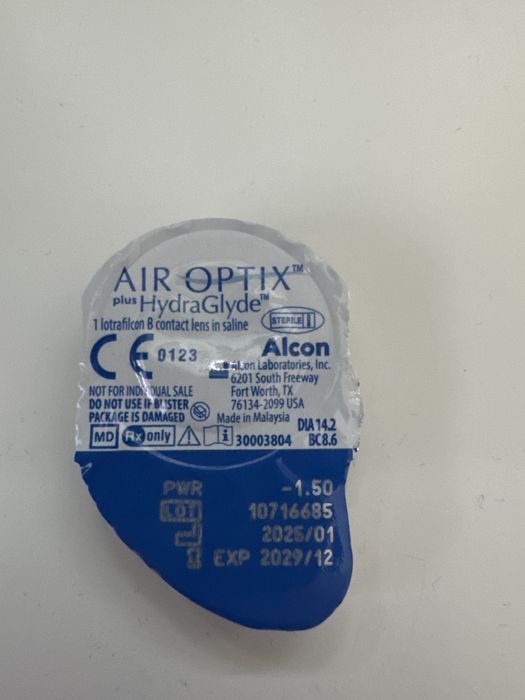 AIR OPTIX™
plus HydraGlyde™
1 lotrafilcon B contact lens in saline
STERILE
CE 0123
Alcon
Alcon Laboratories, Inc.
6201 South Freeway
Fort Worth, TX
76134-2099 USA
Made in Malaysia
NOT FOR INDIVIDUAL SALE
DO NOT USE IF BLISTER
PACKAGE IS DAMAGED
DIA 14.2
BC8.6
MD Rx only 30003804
PWR -1.50
LOT 10716685
2025/01
EXP 2029/12